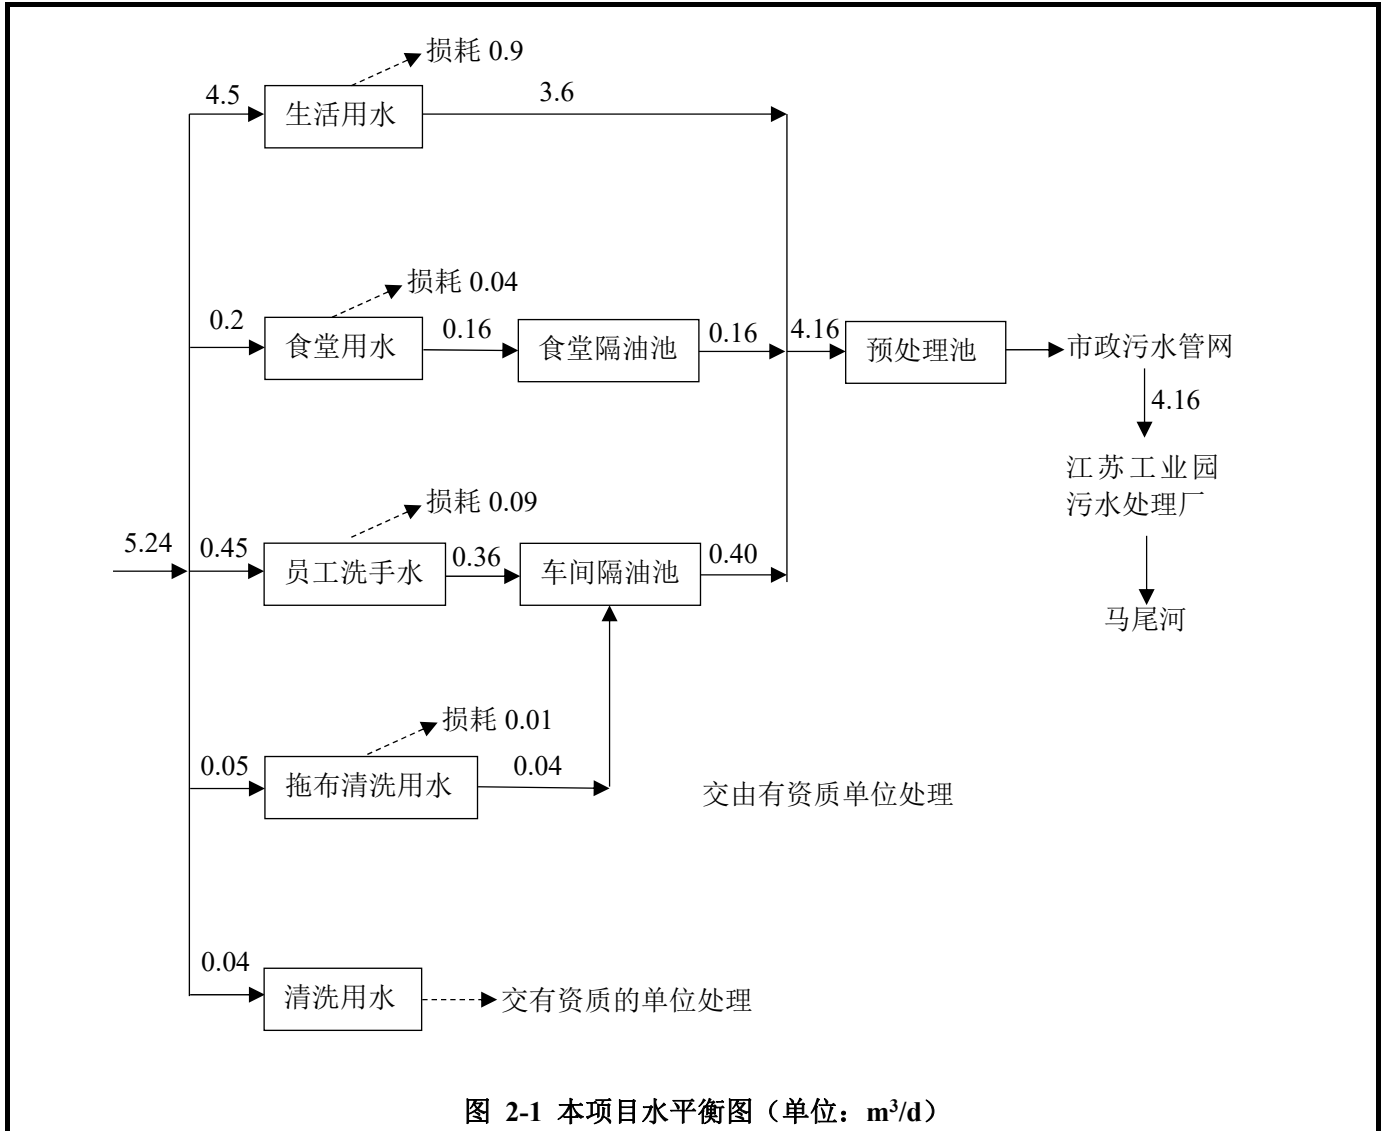 损耗 0.9
4.5
生活用水
3.6
损耗 0.04
0.2
食堂用水
0.16
食堂隔油池
0.16
4.16
预处理池
市政污水管网
4.16
江苏工业园
污水处理厂
马尾河
损耗 0.09
5.24
0.45
员工洗手水
0.36
车间隔油池
0.40
损耗 0.01
0.05
拖布清洗用水
0.04
交由有资质单位处理
0.04
清洗用水
交有资质的单位处理
图 2-1 本项目水平衡图（单位：m³/d）